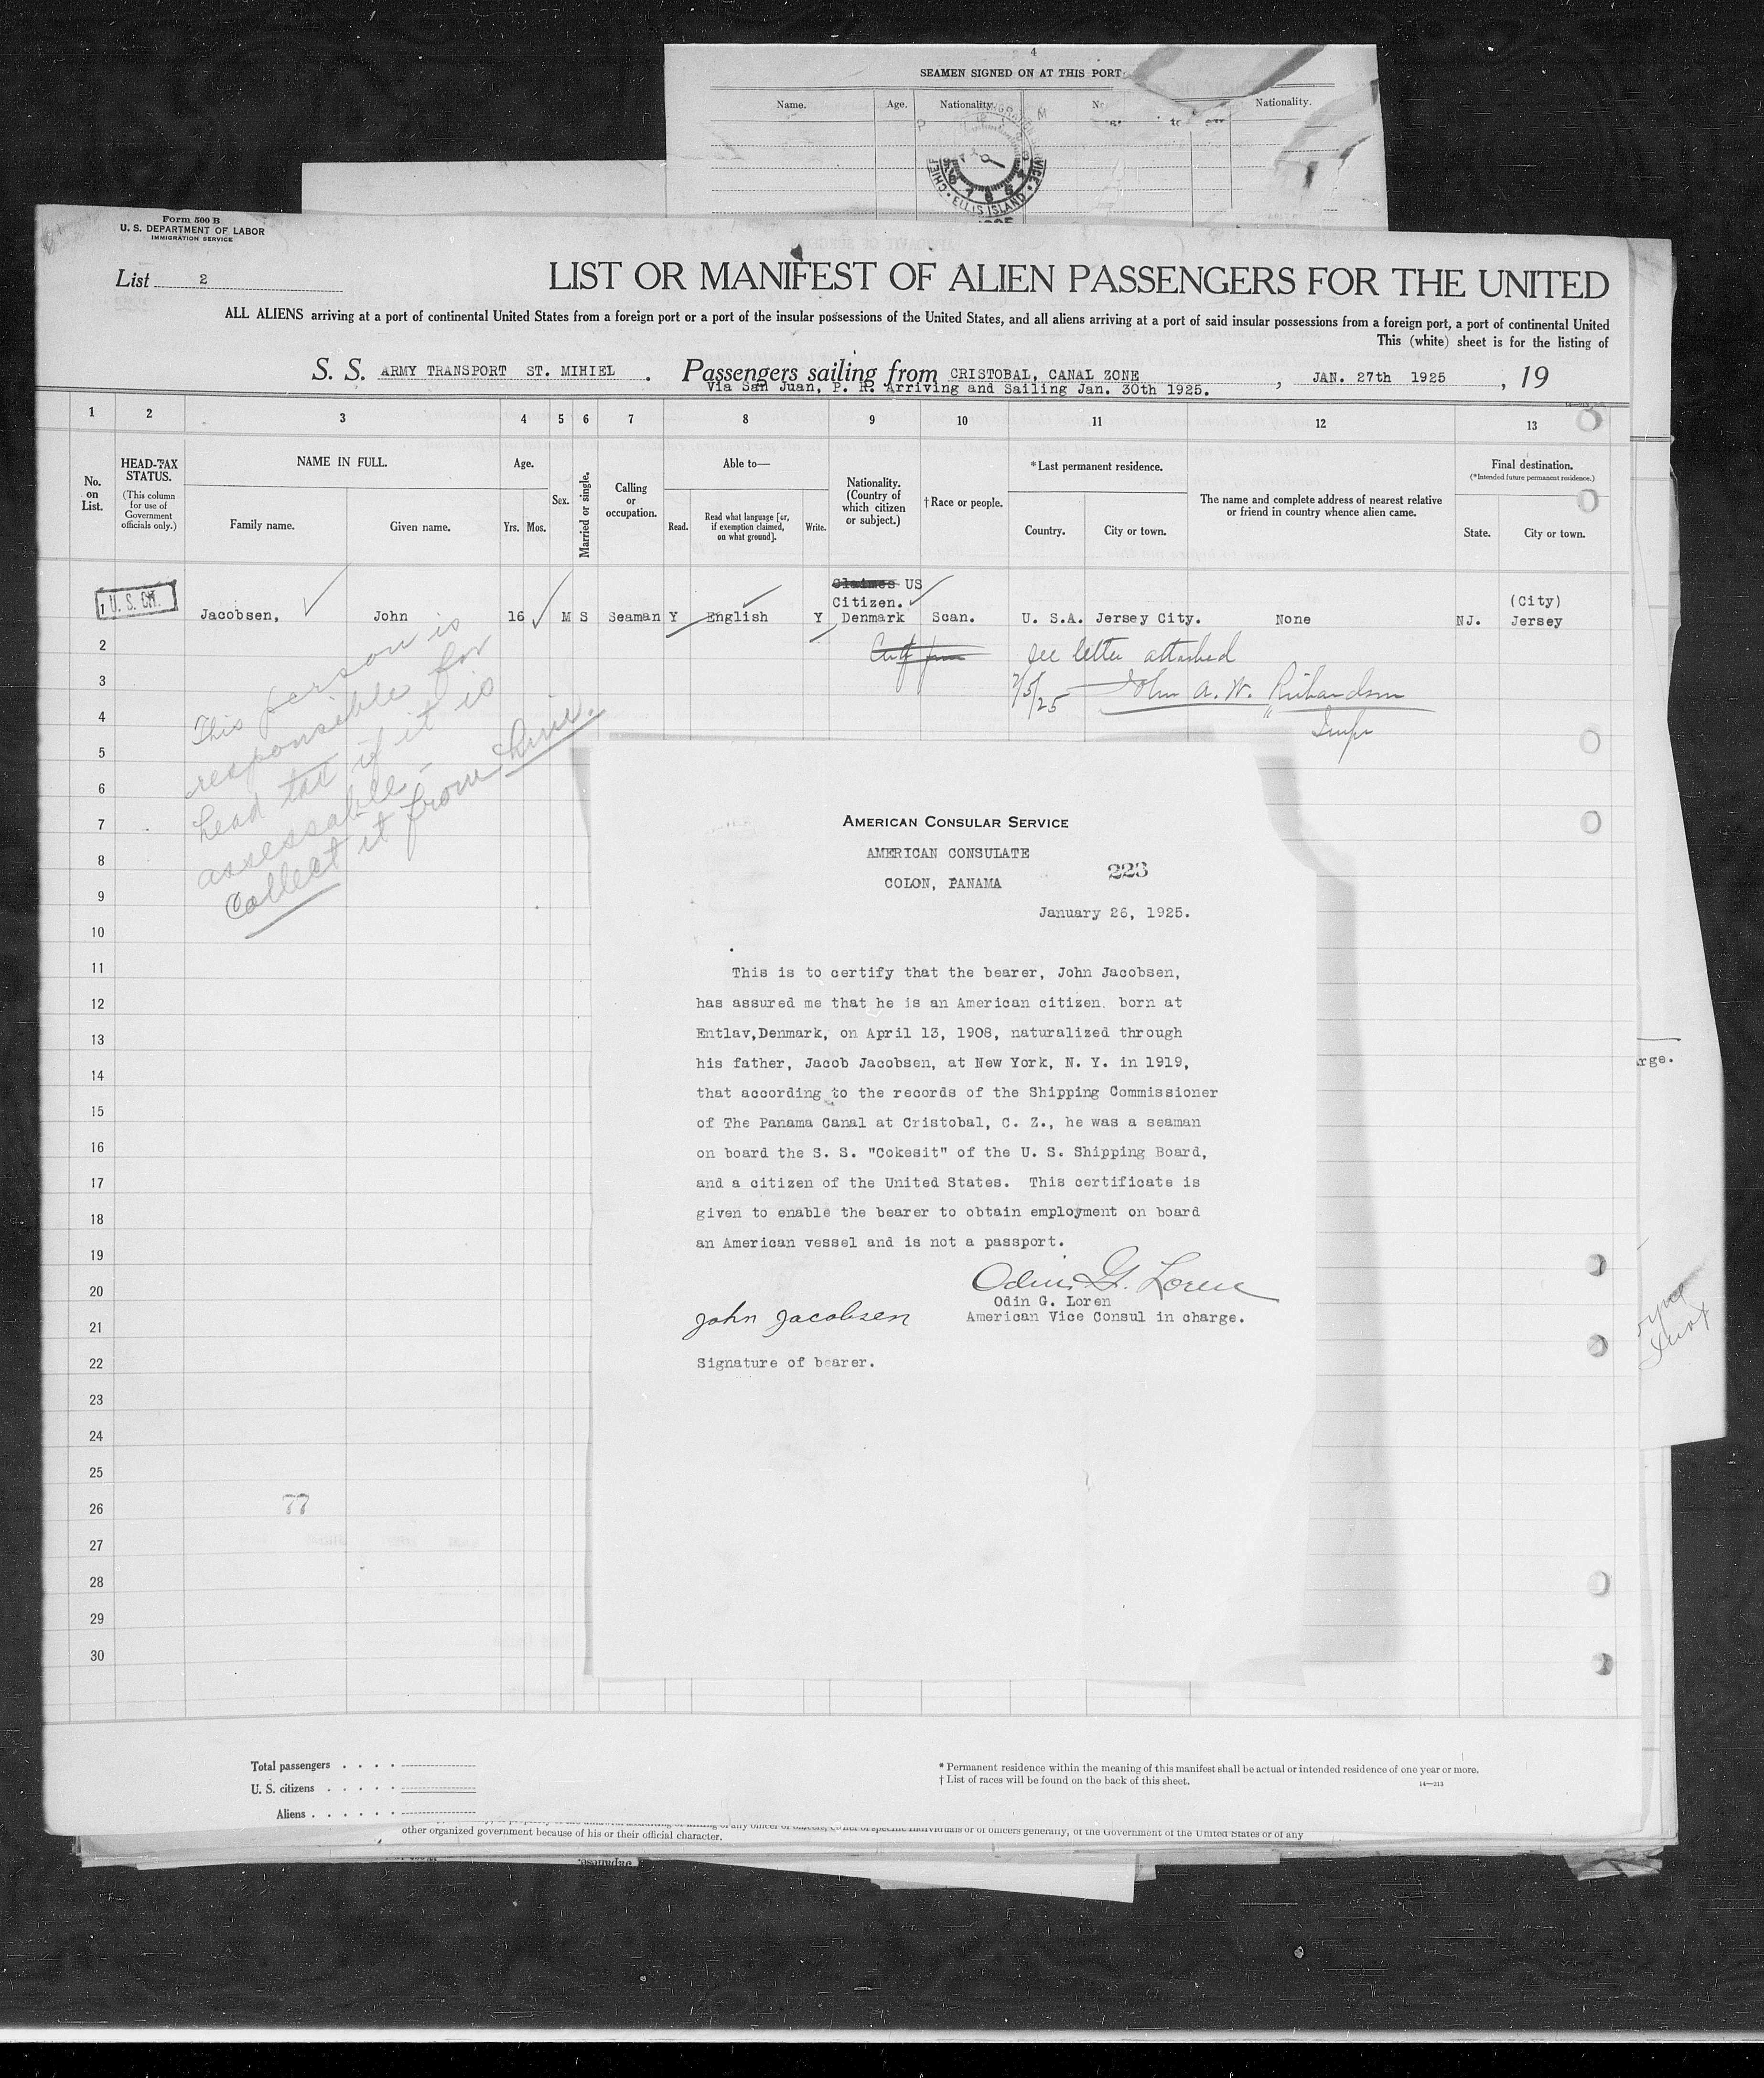 4
SEAMEN SIGNED ON AT THIS PORT
Name. Age. Nationality. Nationality.
ELLIS ISLAND
Form 500 B
U. S. DEPARTMENT OF LABOR
IMMIGRATION SERVICE
List 2
LIST OR MANIFEST OF ALIEN PASSENGERS FOR THE UNITED
ALL ALIENS arriving at a port of continental United States from a foreign port or a port of the insular possessions of the United States, and all aliens arriving at a port of said insular possessions from a foreign port, a port of continental United
This (white) sheet is for the listing of
S. S. ARMY TRANSPORT ST. MIHIEL. Passengers sailing from CRISTOBAL, CANAL ZONE, JAN. 27th 1925, 19
Via San Juan, P. R. Arriving and Sailing Jan. 30th 1925.
1 2 3 4 5 6 7 8 9 10 11 12 13
No. on List.
HEAD-TAX STATUS.
(This column for use of Government officials only.)
NAME IN FULL.
Family name. Given name.
Age.
Yrs. Mos.
Sex.
Married or single.
Calling or occupation.
Able to—
Read. Read what language [or, if exemption claimed, on what ground]. Write.
Nationality. (Country of which citizen or subject.)
†Race or people.
*Last permanent residence.
Country. City or town.
The name and complete address of nearest relative or friend in country whence alien came.
Final destination.
(*Intended future permanent residence.)
State. City or town.
Claimes US
Citizen.
(City)
1 U. S. Cit. Jacobsen, John 16 M S Seaman Y English Y Denmark Scan. U. S.A. Jersey City. None NJ. Jersey
see letter attached
2/5/25 John A. W. Richardson
Insp
This person is
responsible for
head tax if it is
assessable -
Collect it from Line.
2
3
4
5
6
7
8
9
10
11
12
13
14
15
16
17
18
19
20
21
22
23
24
25
26
27
28
29
30
77
AMERICAN CONSULAR SERVICE
AMERICAN CONSULATE
COLON, PANAMA
223
January 26, 1925.
This is to certify that the bearer, John Jacobsen,
has assured me that he is an American citizen born at
Entlav,Denmark, on April 13, 1908, naturalized through
his father, Jacob Jacobsen, at New York, N. Y. in 1919,
that according to the records of the Shipping Commissioner
of The Panama Canal at Cristobal, C. Z., he was a seaman
on board the S. S. "Cokesit" of the U. S. Shipping Board,
and a citizen of the United States. This certificate is
given to enable the bearer to obtain employment on board
an American vessel and is not a passport.
Odin G. Loren
Odin G. Loren
American Vice Consul in charge.
John Jacobsen
Signature of bearer.
rge.
Total passengers
U. S. citizens
Aliens
* Permanent residence within the meaning of this manifest shall be actual or intended residence of one year or more.
† List of races will be found on the back of this sheet.
14—213
other organized government because of his or their official character.